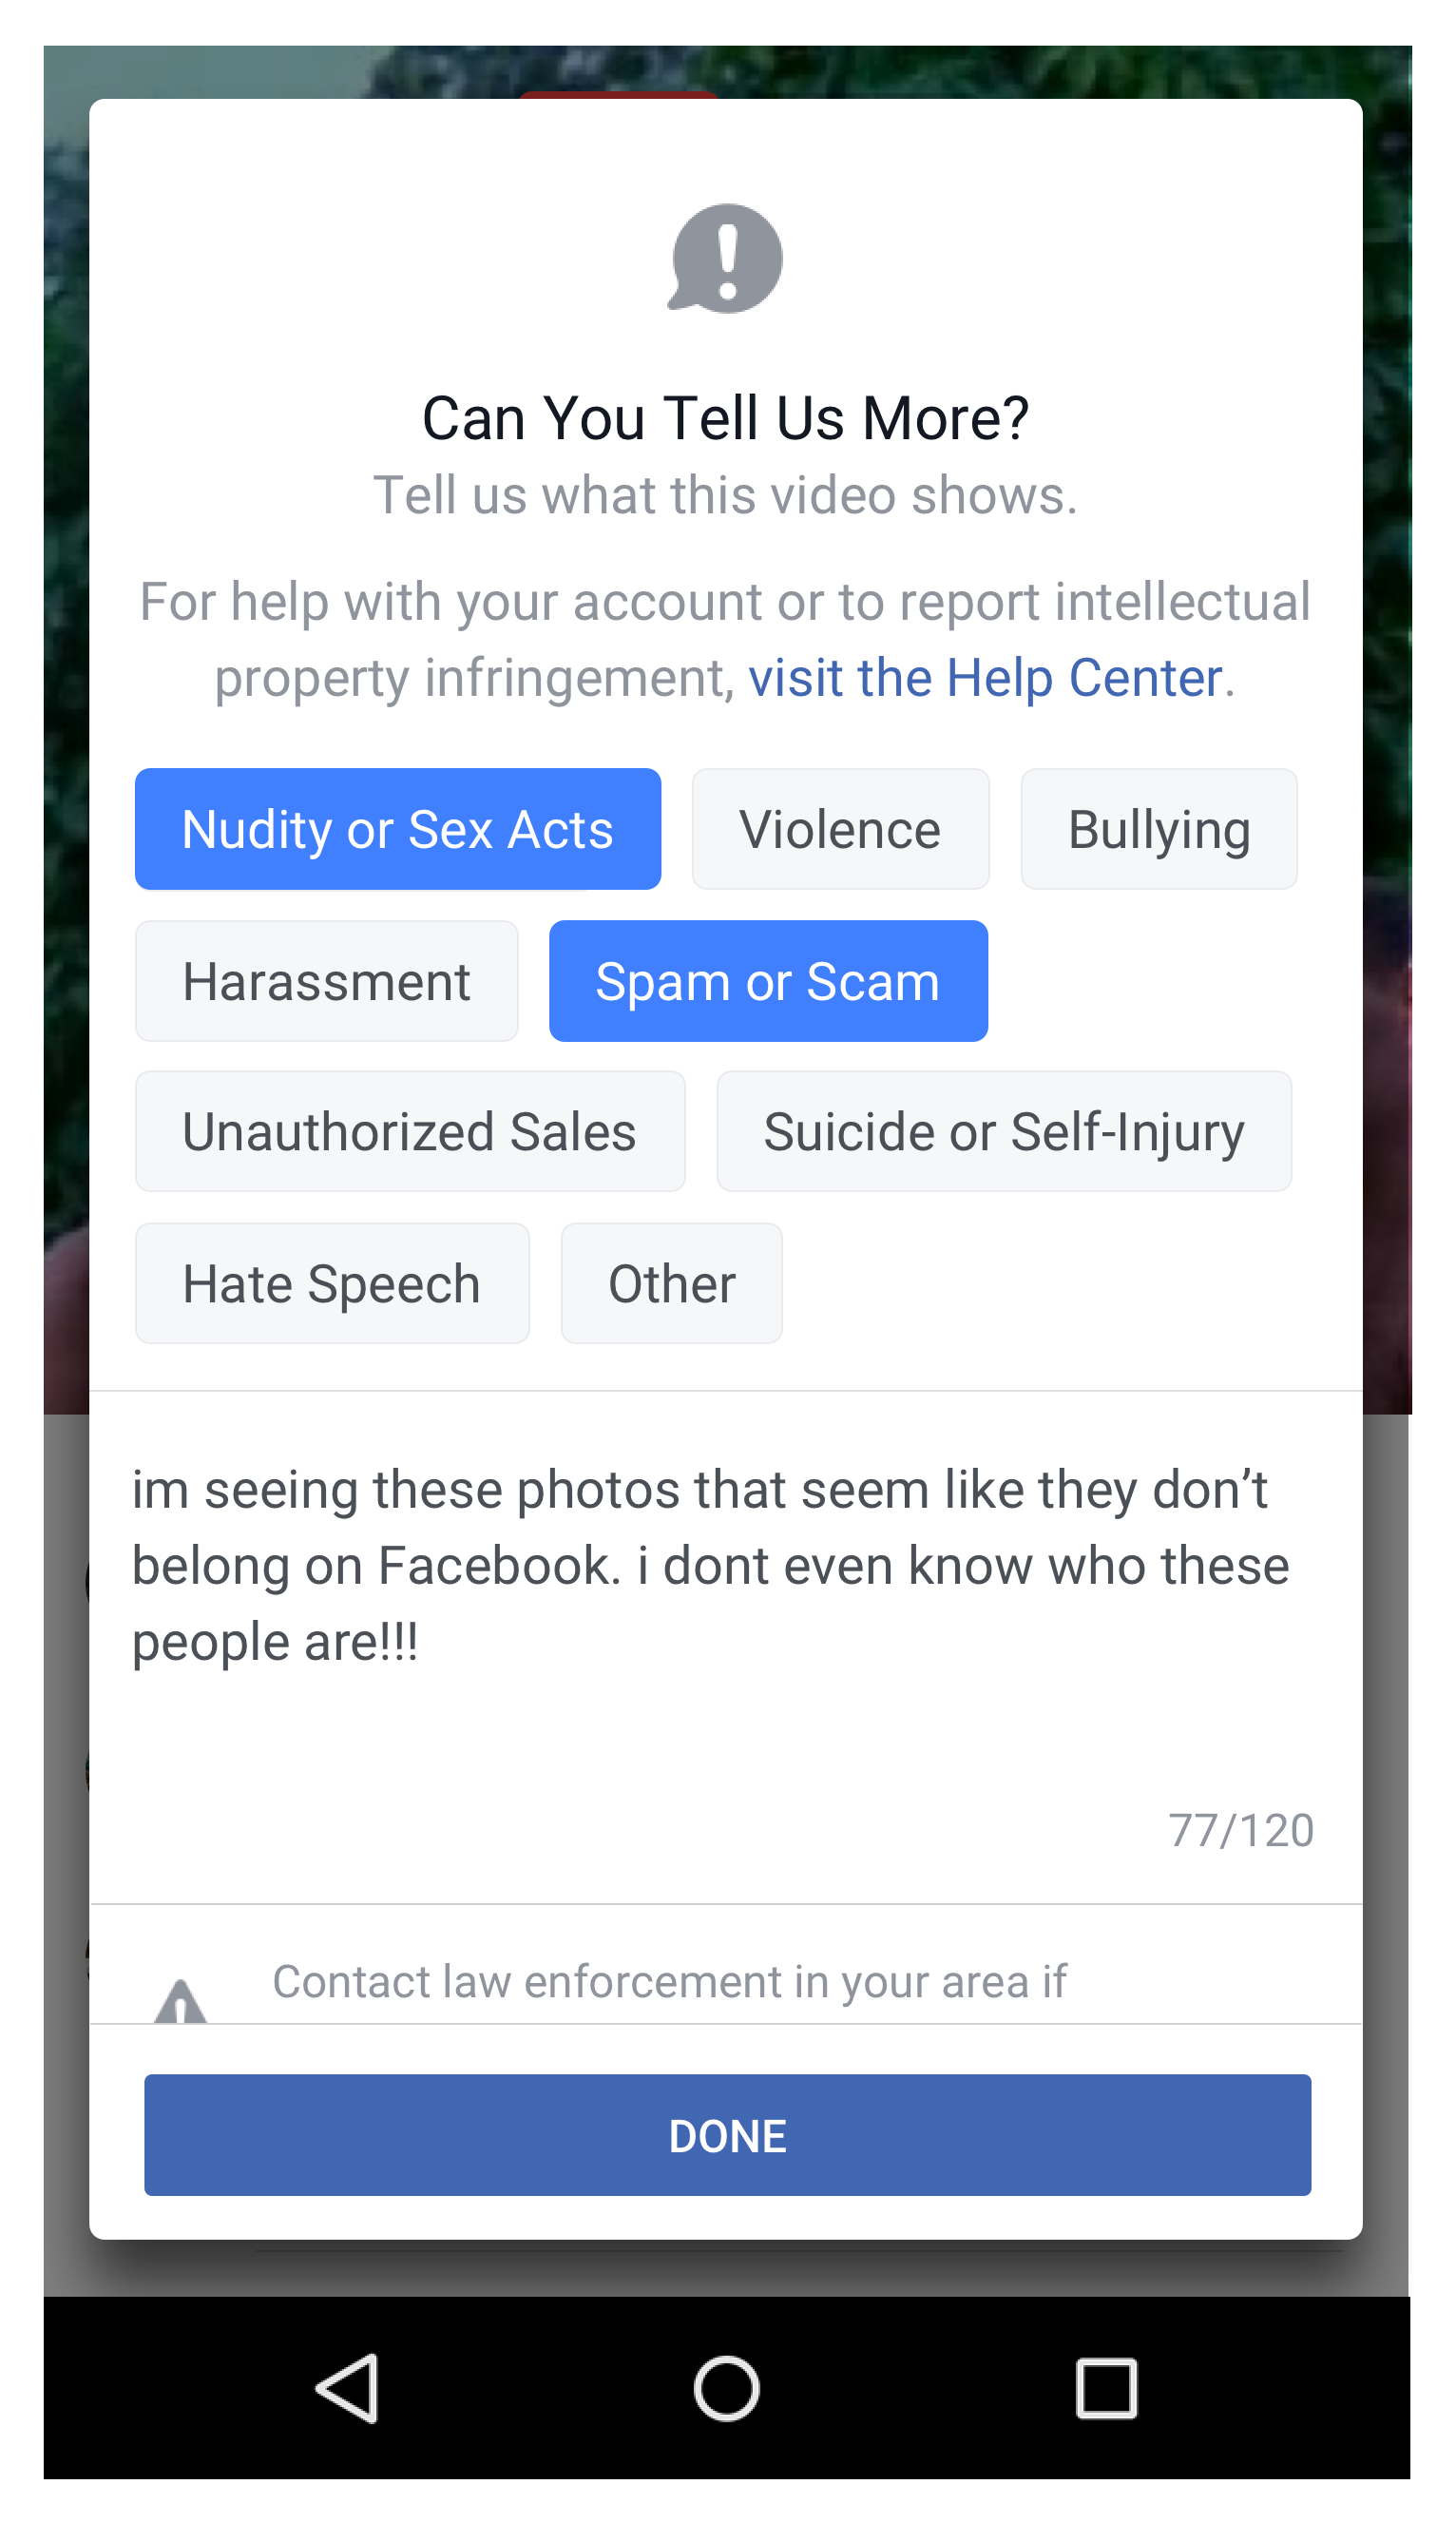 Can You Tell Us More?
Tell us what this video shows.
For help with your account or to report intellectual
property infringement, visit the Help Center.
Nudity or Sex Acts Violence Bullying
Harassment Spam or Scam
Unauthorized Sales Suicide or Self-Injury
Hate Speech Other
im seeing these photos that seem like they don’t
belong on Facebook. i dont even know who these
people are!!!
77/120
Contact law enforcement in your area if
DONE